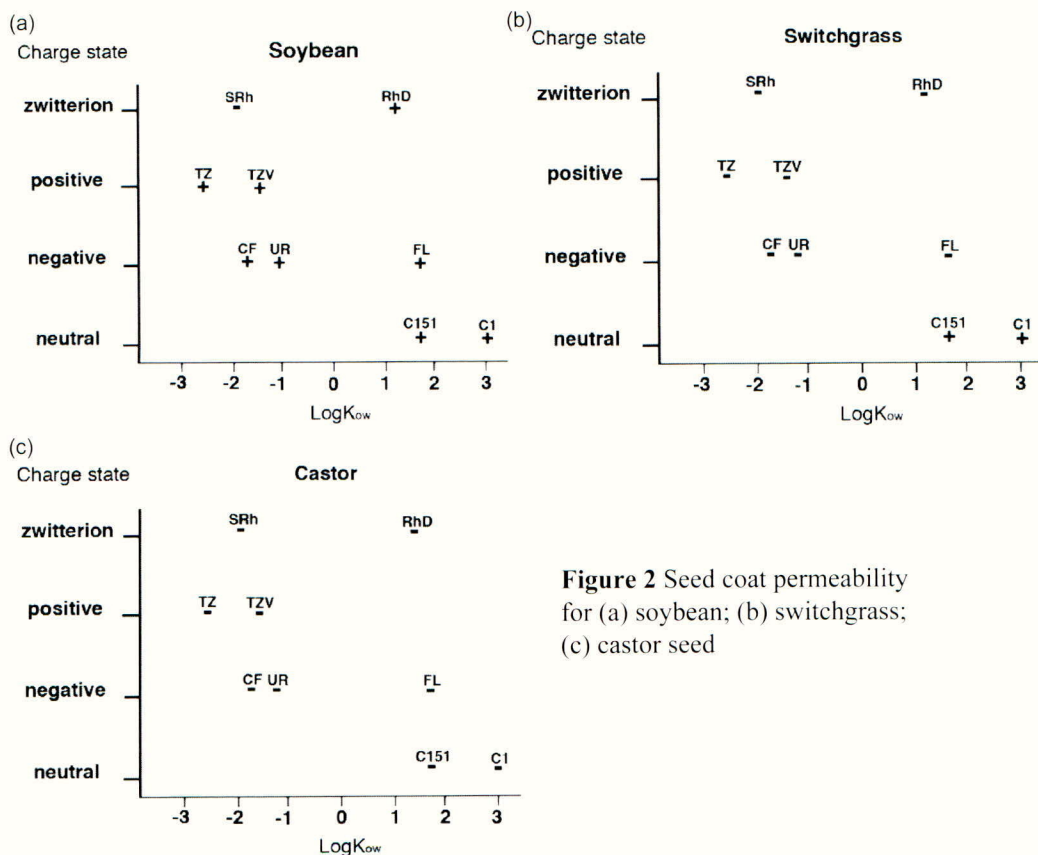 (a)
Charge state
Soybean
zwitterion
SRh
RhD
positive
TZ TZV
negative
CF UR FL
neutral
C151 C1
-3 -2 -1 0 1 2 3
LogKow
(b)
Charge state
Switchgrass
zwitterion
SRh
RhD
positive
TZ TZV
negative
CF UR FL
neutral
C151 C1
-3 -2 -1 0 1 2 3
LogKow
(c)
Charge state
Castor
zwitterion
SRh
RhD
positive
TZ TZV
negative
CF UR FL
neutral
C151 C1
-3 -2 -1 0 1 2 3
LogKow
Figure 2 Seed coat permeability
for (a) soybean; (b) switchgrass;
(c) castor seed